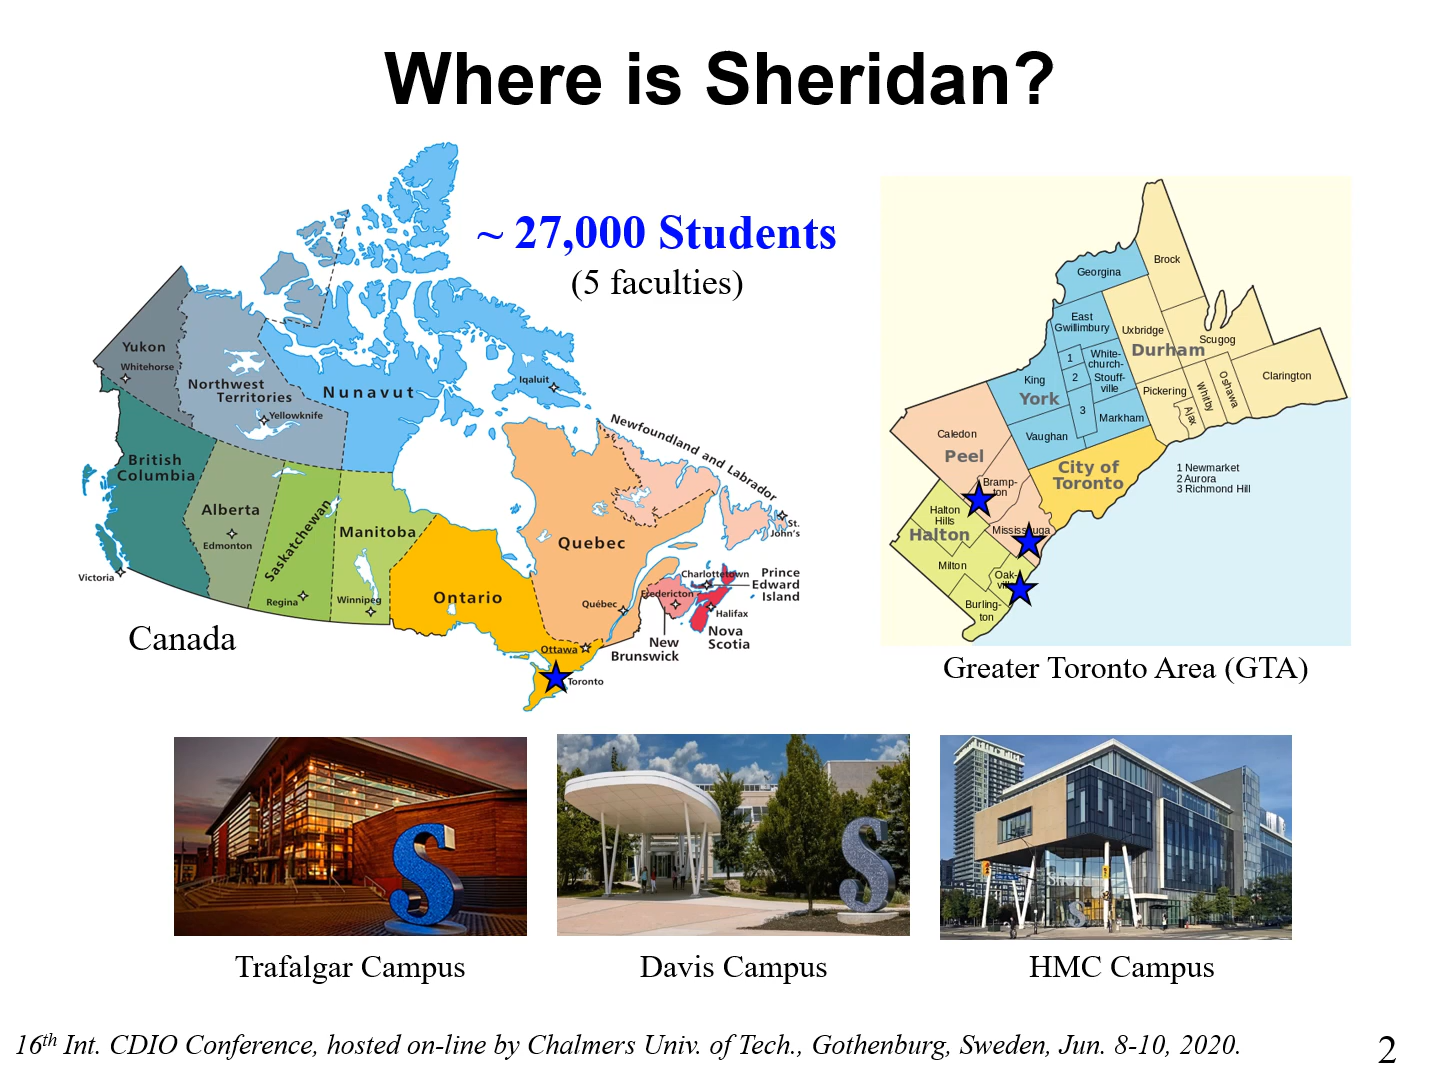 Where is Sheridan?
~ 27,000 Students
(5 faculties)
Yukon
Whitehorse
Northwest
Territories
Yellowknife
Nunavut
Iqaluit
Newfoundland and Labrador
British
Columbia
Alberta
Edmonton
Saskatchewan
Manitoba
Quebec
St.
John's
Victoria
Regina
Winnipeg
Ontario
Québec
Charlottetown
Prince
Edward
Island
Fredericton
Halifax
Nova
Scotia
New
Brunswick
Ottawa
Toronto
Canada
Brock
Georgina
East
Gwillimbury
Uxbridge
Scugog
Durham
1
White-
church-
Stouff-
ville
2
King
York
3
Markham
Vaughan
Pickering
Ajax
Whitby
Oshawa
Clarington
Caledon
Peel
City of
Toronto
1 Newmarket
2 Aurora
3 Richmond Hill
Bramp-
ton
Halton
Hills
Halton
Mississauga
Milton
Oak-
ville
Burling-
ton
Greater Toronto Area (GTA)
S
S
S
Trafalgar Campus
Davis Campus
HMC Campus
16th Int. CDIO Conference, hosted on-line by Chalmers Univ. of Tech., Gothenburg, Sweden, Jun. 8-10, 2020.
2